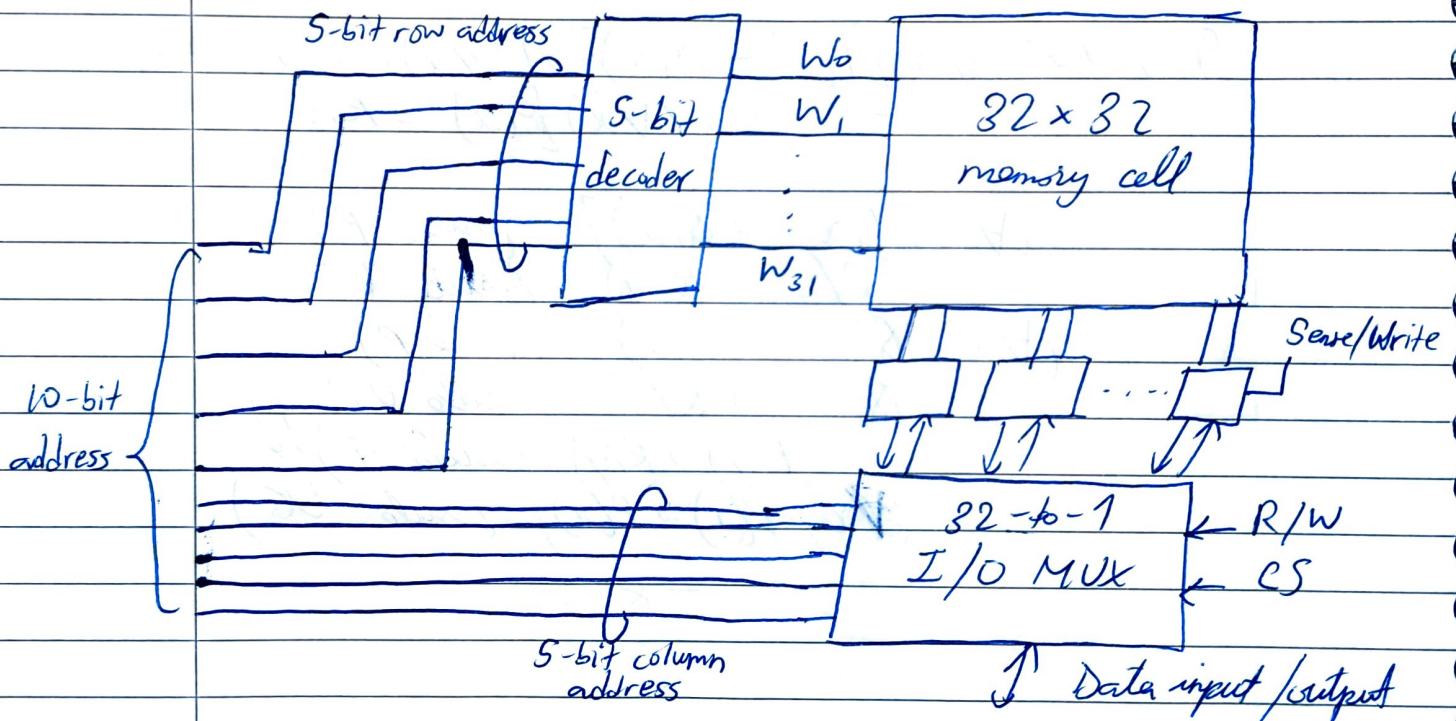 5-bit row address
5-bit
decoder
W0
W1
W31
32 x 32
memory cell
Sense/Write
10-bit
address
32-to-1
I/O MUX
R/W
CS
5-bit column
address
Data input/output